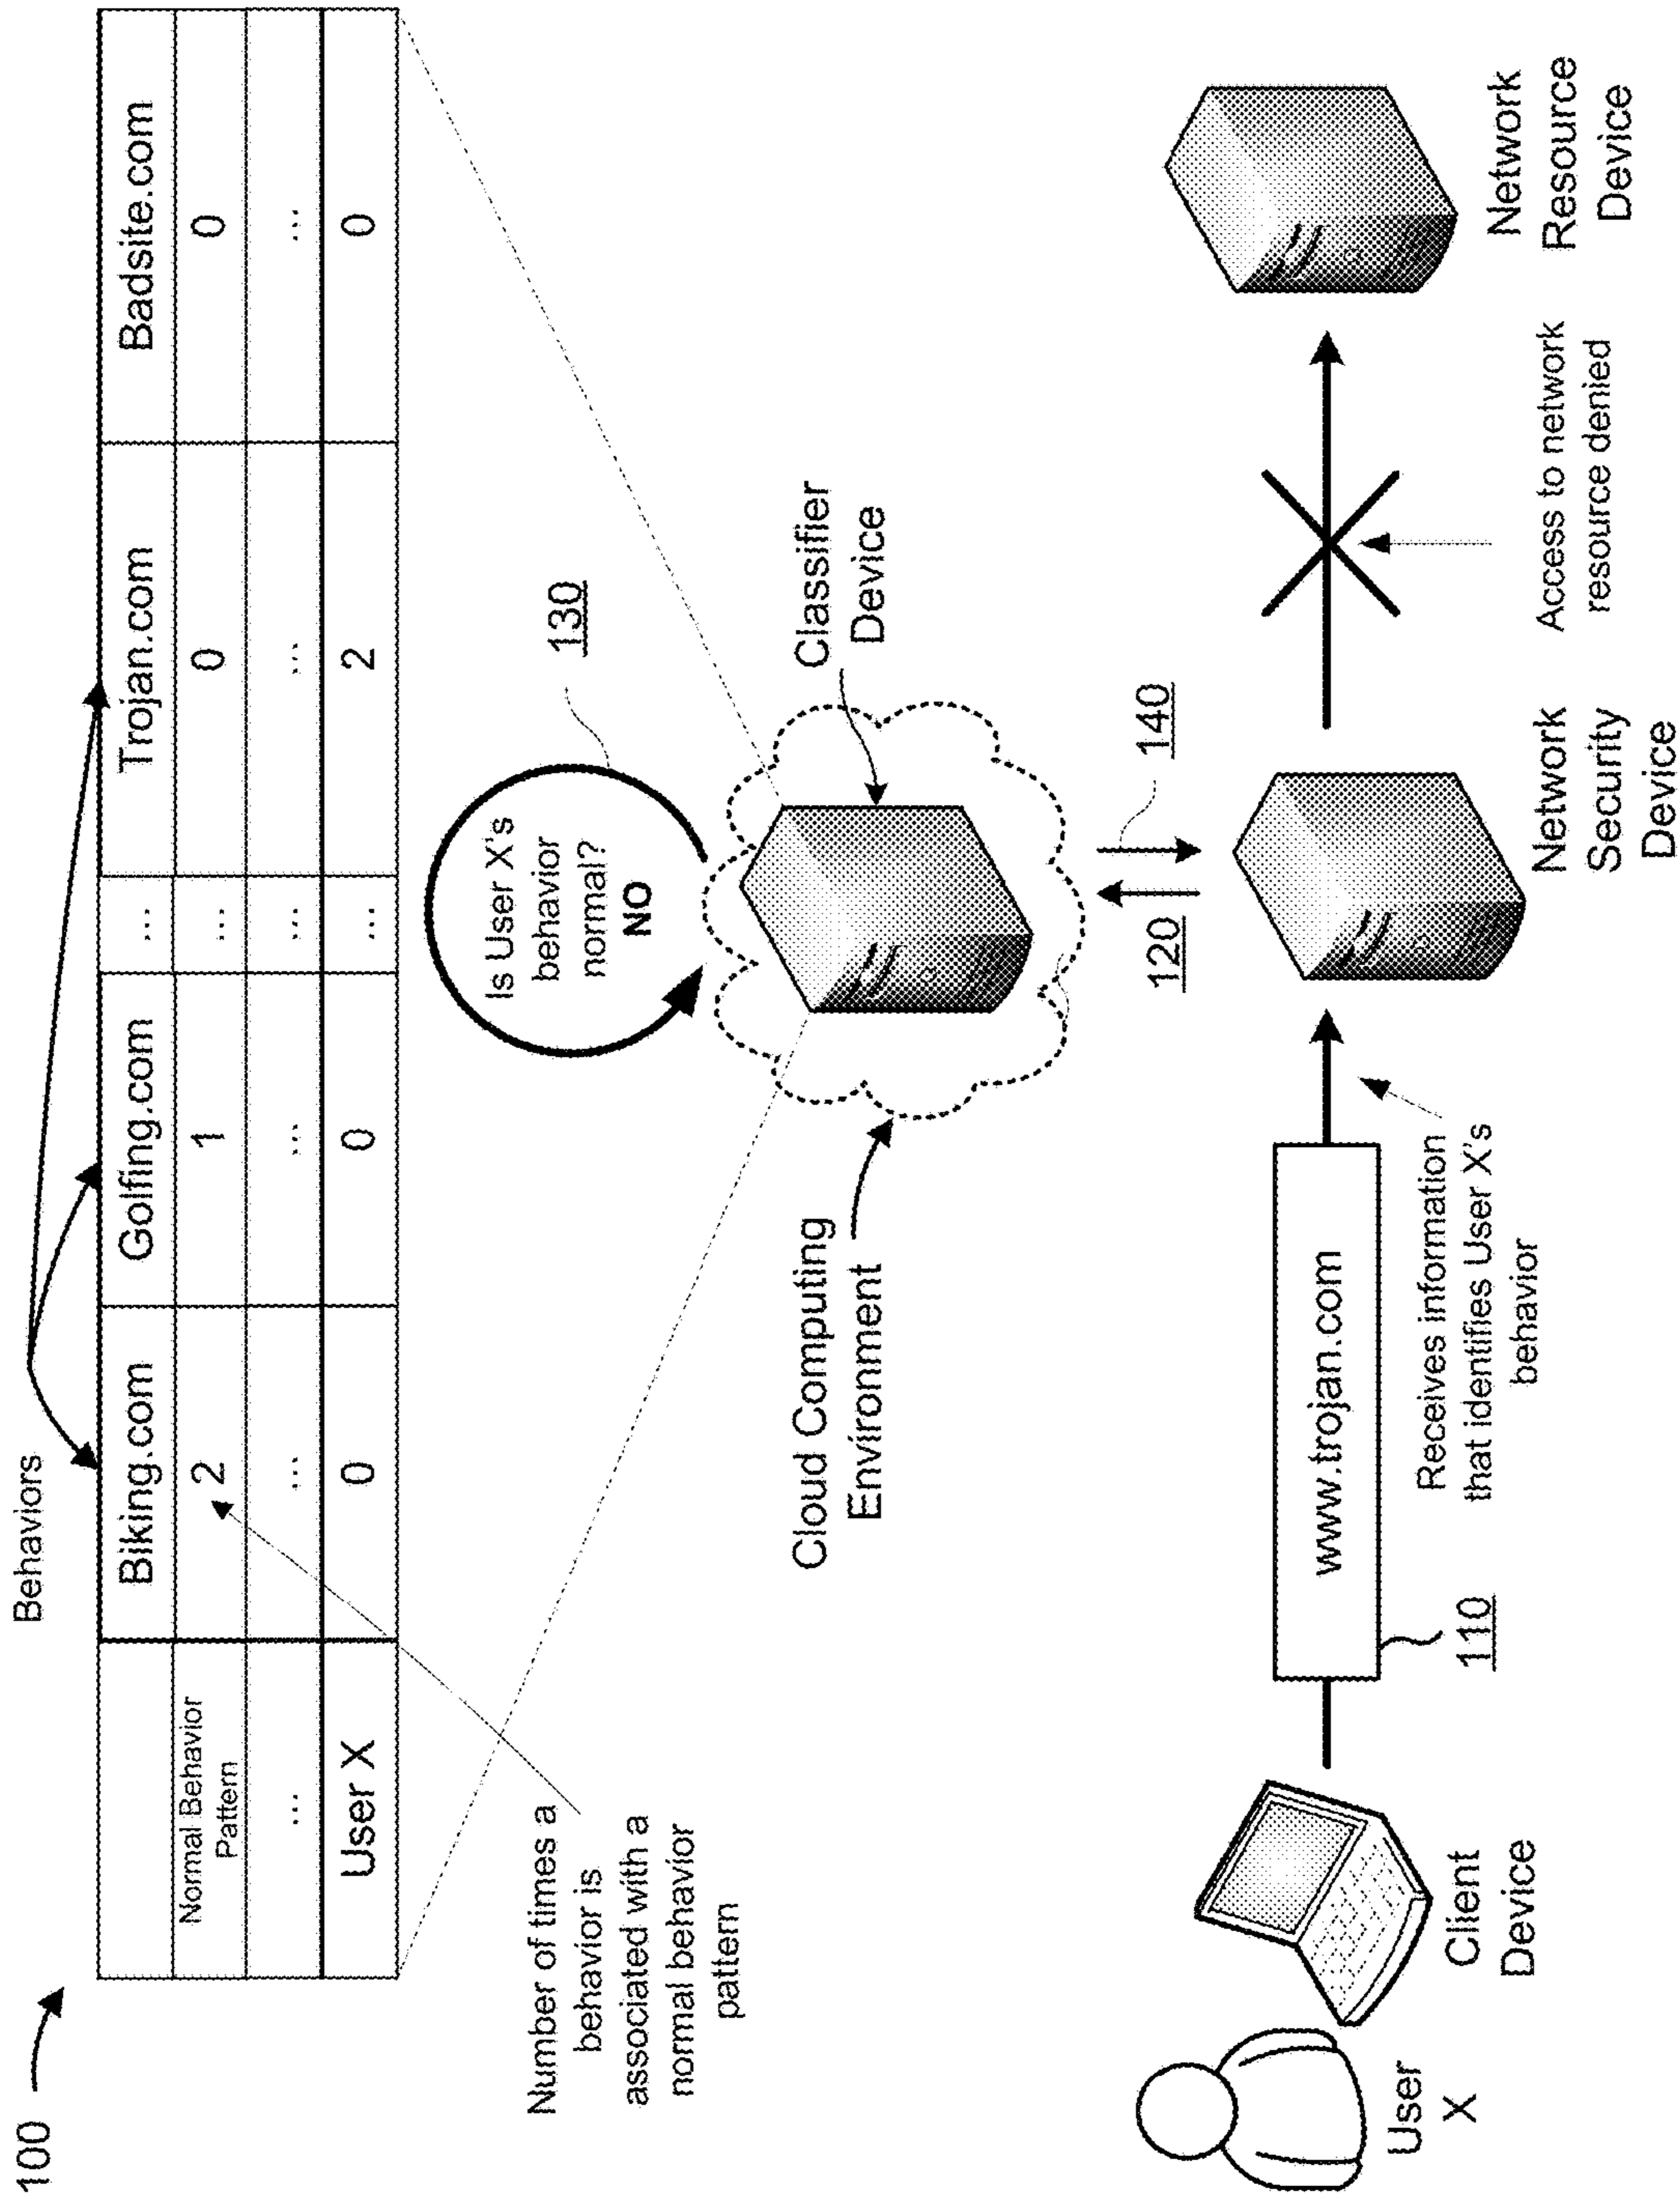 100
Behaviors
Biking.com Golfing.com ... Trojan.com Badsite.com
Normal Behavior
Pattern
2 1 ... 0 0
... ... ... ... ... ...
User X 0 0 ... 2 0
Number of times a
behavior is
associated with a
normal behavior
pattern
Is User X's
behavior
normal?
NO
130
Cloud Computing
Environment
Classifier
Device
120
140
User
X
Client
Device
www.trojan.com
110
Receives information
that identifies User X's
behavior
Network
Security
Device
Access to network
resource denied
Network
Resource
Device